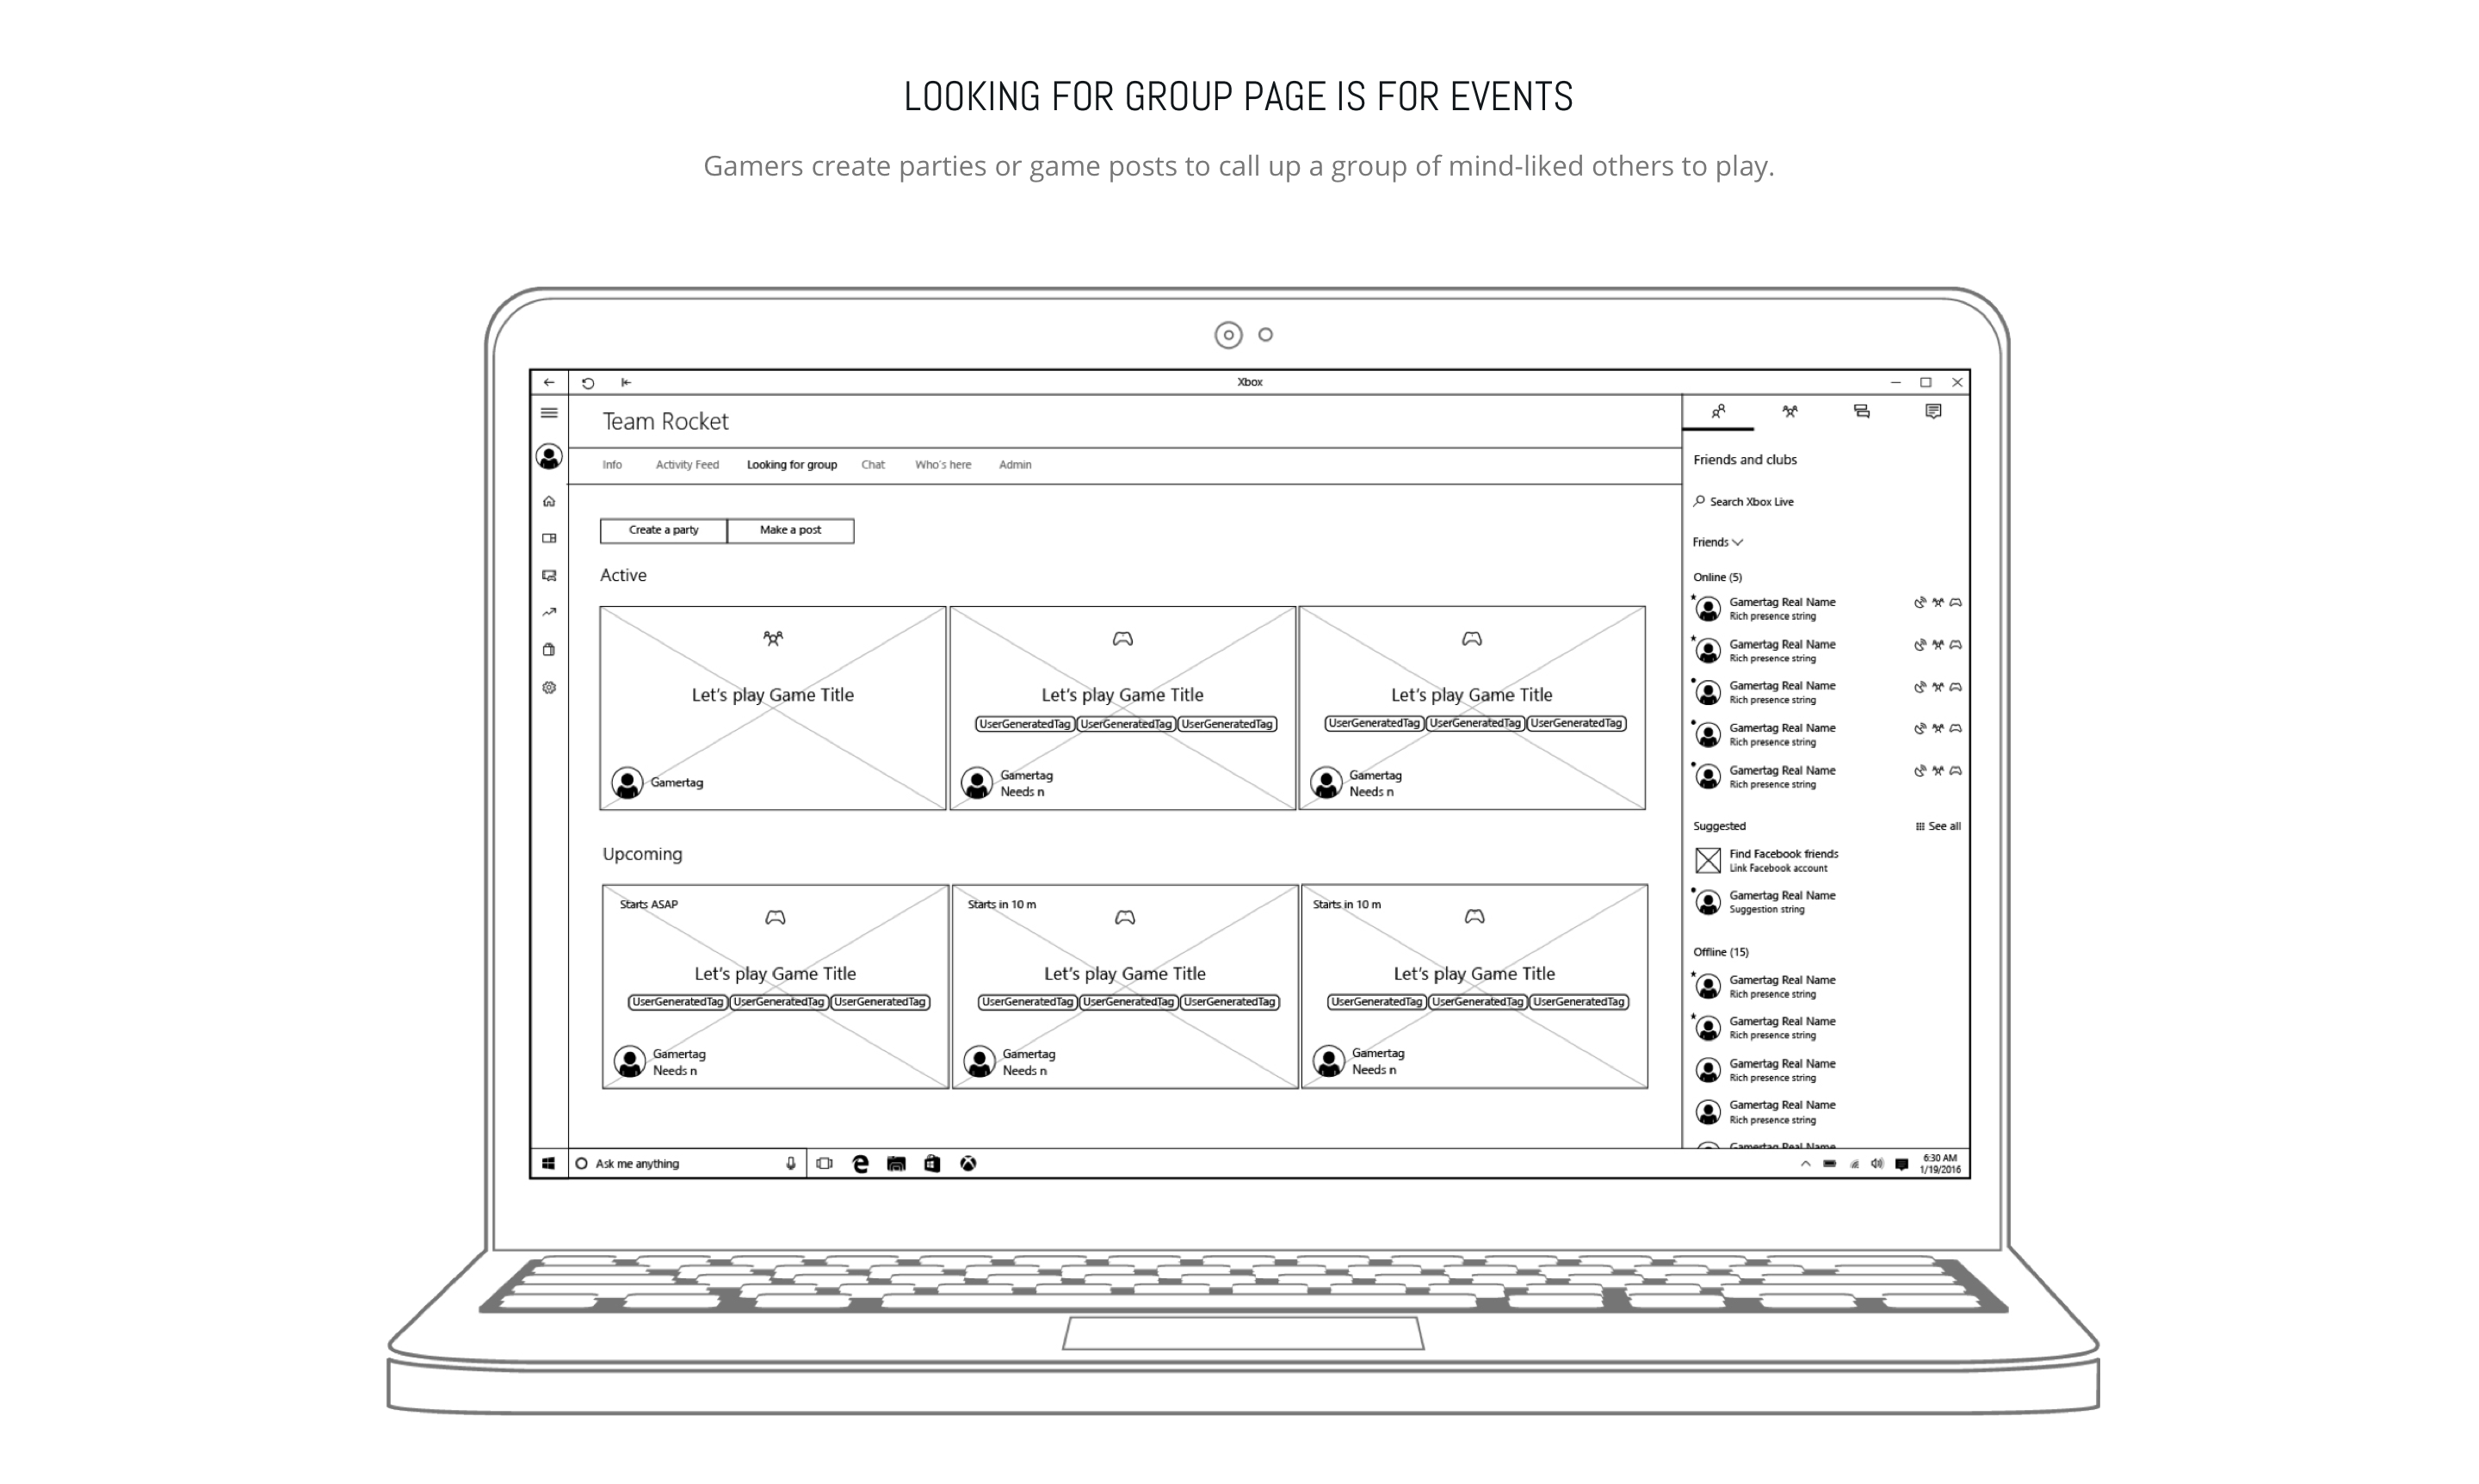 LOOKING FOR GROUP PAGE IS FOR EVENTS
Gamers create parties or game posts to call up a group of mind-liked others to play.
Xbox
Team Rocket
Info Activity Feed Looking for group Chat Who's here Admin
Create a party Make a post
Active
Let's play Game Title
Gamertag
Let's play Game Title
UserGeneratedTag UserGeneratedTag UserGeneratedTag
Gamertag
Needs n
Let's play Game Title
UserGeneratedTag UserGeneratedTag UserGeneratedTag
Gamertag
Needs n
Upcoming
Starts ASAP
Let's play Game Title
UserGeneratedTag UserGeneratedTag UserGeneratedTag
Gamertag
Needs n
Starts in 10 m
Let's play Game Title
UserGeneratedTag UserGeneratedTag UserGeneratedTag
Gamertag
Needs n
Starts in 10 m
Let's play Game Title
UserGeneratedTag UserGeneratedTag UserGeneratedTag
Gamertag
Needs n
Friends and clubs
Search Xbox Live
Friends
Online (5)
Gamertag Real Name
Rich presence string
Gamertag Real Name
Rich presence string
Gamertag Real Name
Rich presence string
Gamertag Real Name
Rich presence string
Gamertag Real Name
Rich presence string
Suggested See all
Find Facebook friends
Link Facebook account
Gamertag Real Name
Suggestion string
Offline (15)
Gamertag Real Name
Rich presence string
Gamertag Real Name
Rich presence string
Gamertag Real Name
Rich presence string
Gamertag Real Name
Rich presence string
Gamertag Real Name
Ask me anything
6:30 AM
1/19/2016